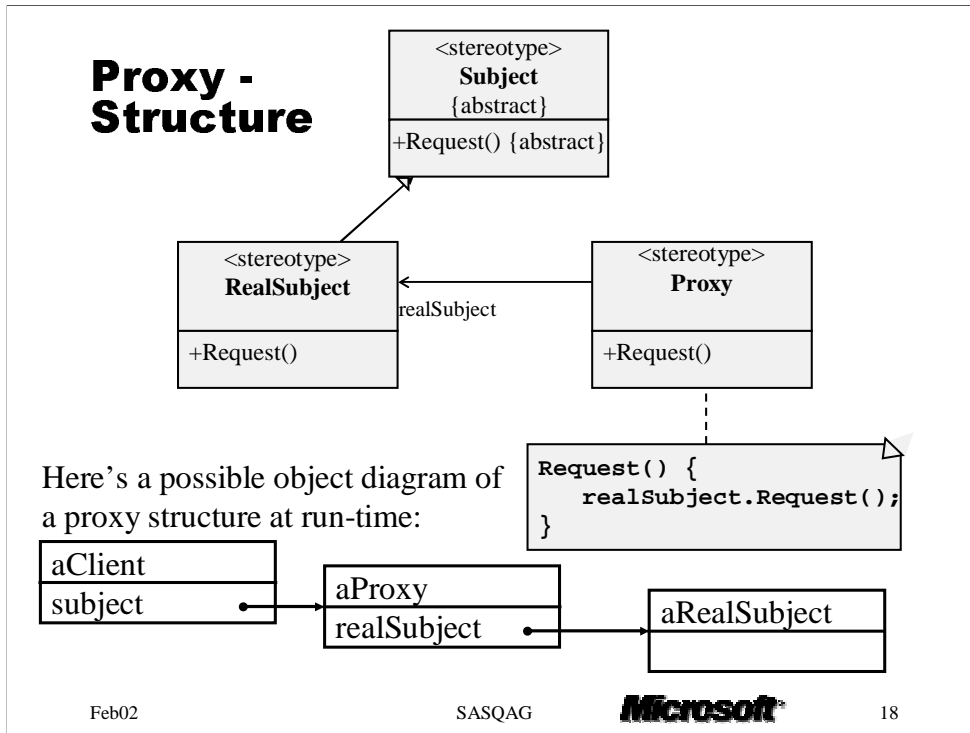 Proxy -
Structure
<stereotype>
Subject
{abstract}
+Request() {abstract}
<stereotype>
RealSubject
+Request()
realSubject
<stereotype>
Proxy
+Request()
Request() {
realSubject.Request();
}
Here’s a possible object diagram of
a proxy structure at run-time:
aClient
subject
aProxy
realSubject
aRealSubject
Feb02
SASQAG
Microsoft
18